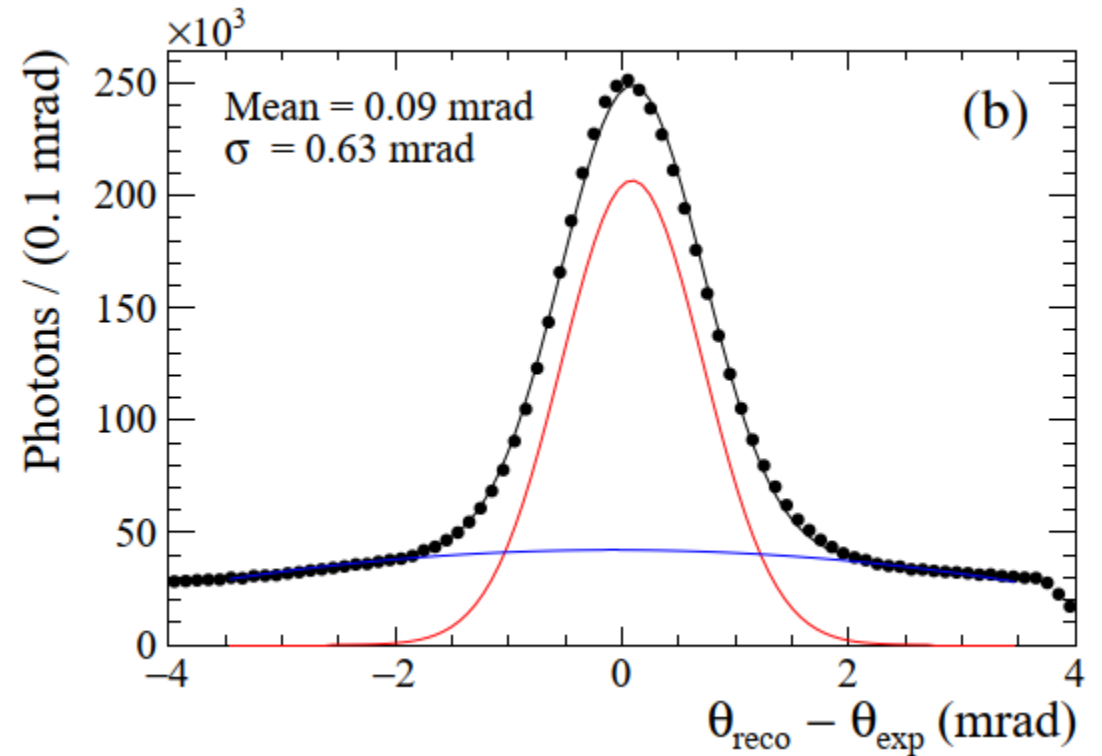 ×10³
Photons / (0.1 mrad)
250
200
150
100
50
0
Mean = 0.09 mrad
σ = 0.63 mrad
(b)
−4 −2 0 2 4
θreco − θexp (mrad)